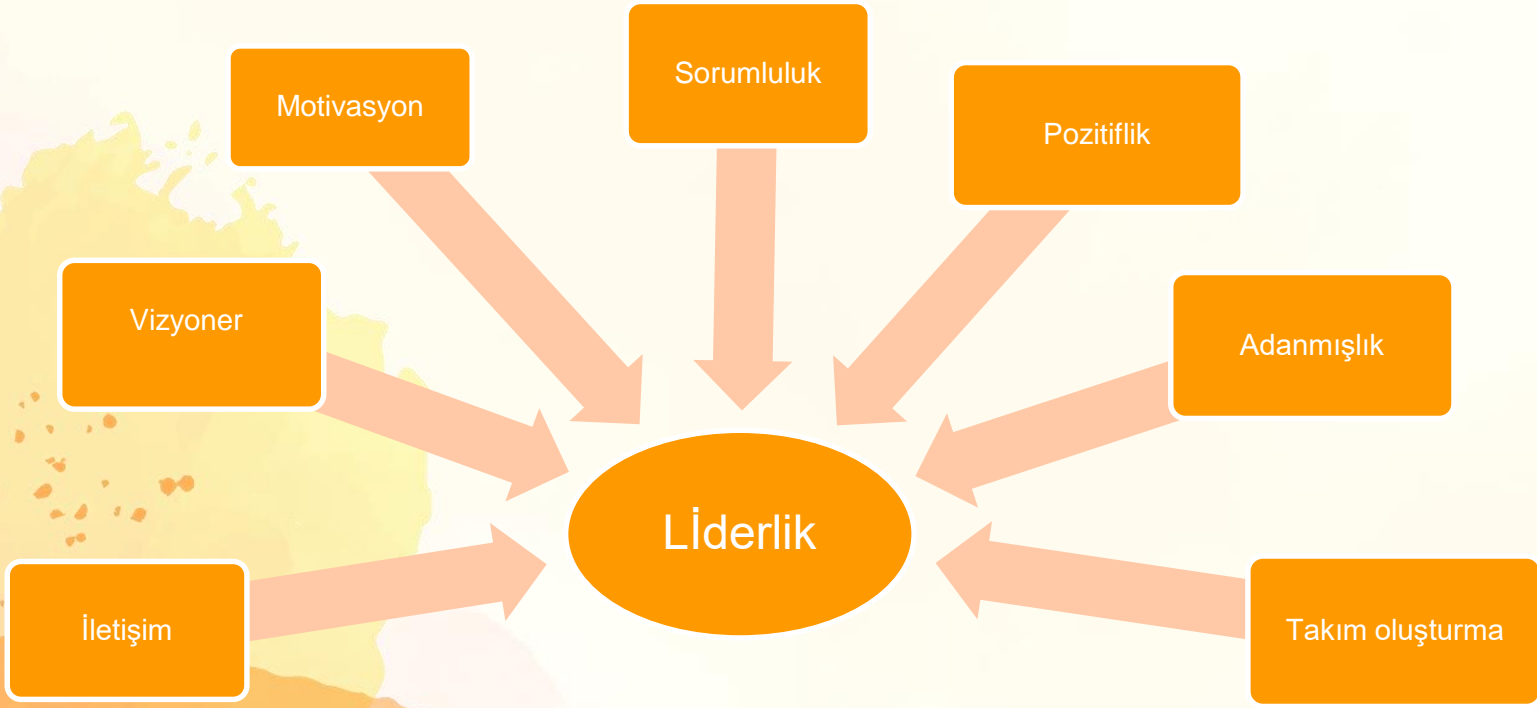 Sorumluluk
Motivasyon
Pozitiflik
Vizyoner
Adanmışlık
Lİderlik
İletişim
Takım oluşturma